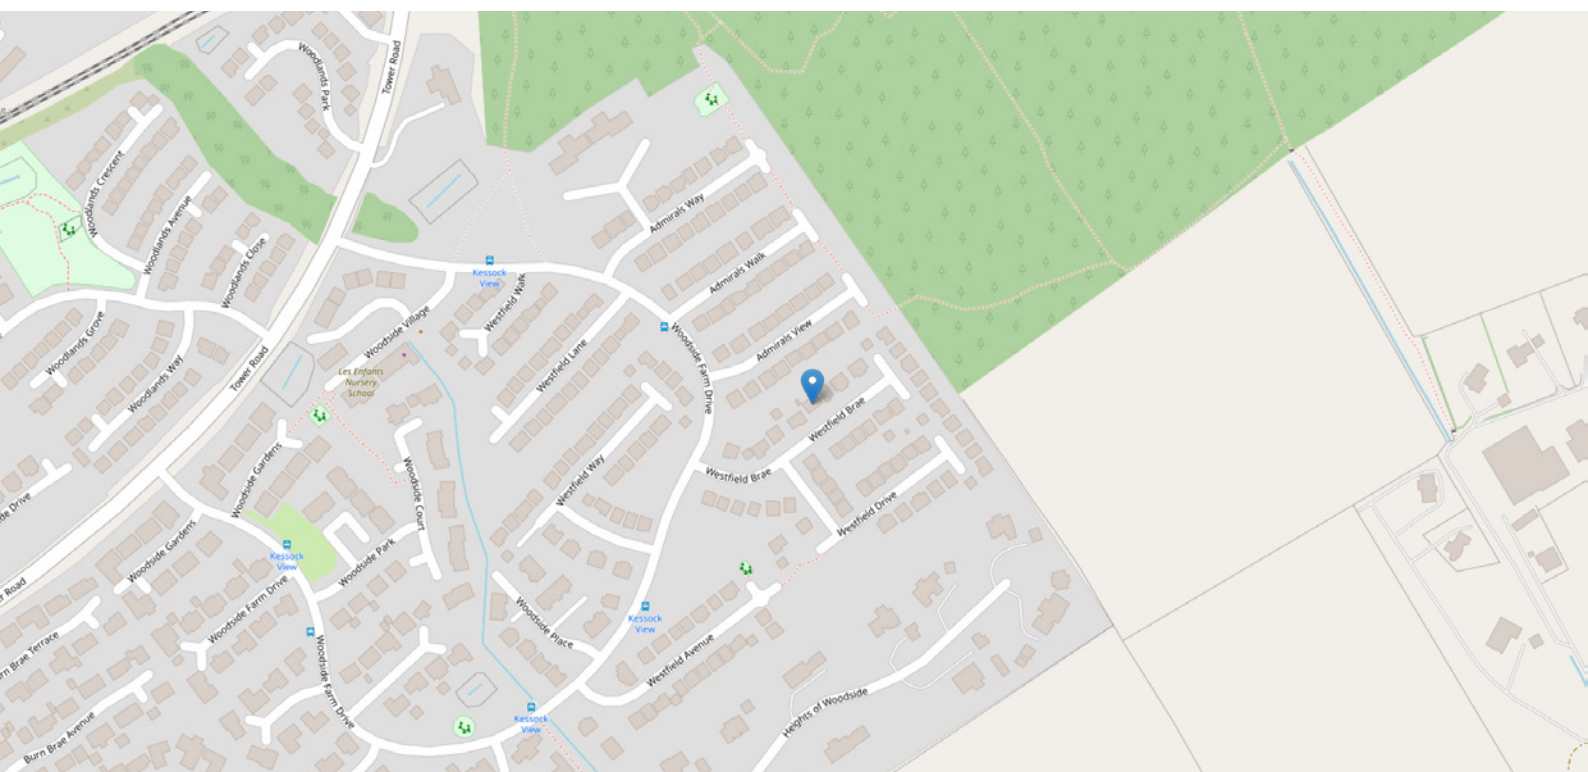 Woodlands Park
Tower Road
Woodlands Crescent
Woodlands Avenue
Woodlands Close
Admirals Way
Kessock
View
Westfield Walk
Admirals Walk
Woodlands Grove
Woodside Village
Woodside Farm Drive
Admirals View
Westfield Lane
Tower Road
Woodlands Way
Les Enfants
Nursery
School
Westfield Brae
Woodside Gardens
Westfield Way
Westfield Brae
Woodside Court
Westfield Drive
Woodside Gardens
Kessock
View
Woodside Park
Road
Woodside Farm Drive
Kessock
View
Woodside Place
Brae Terrace
Woodside Farm Drive
Westfield Avenue
Heights of Woodside
Kessock
View
Burn Brae Avenue